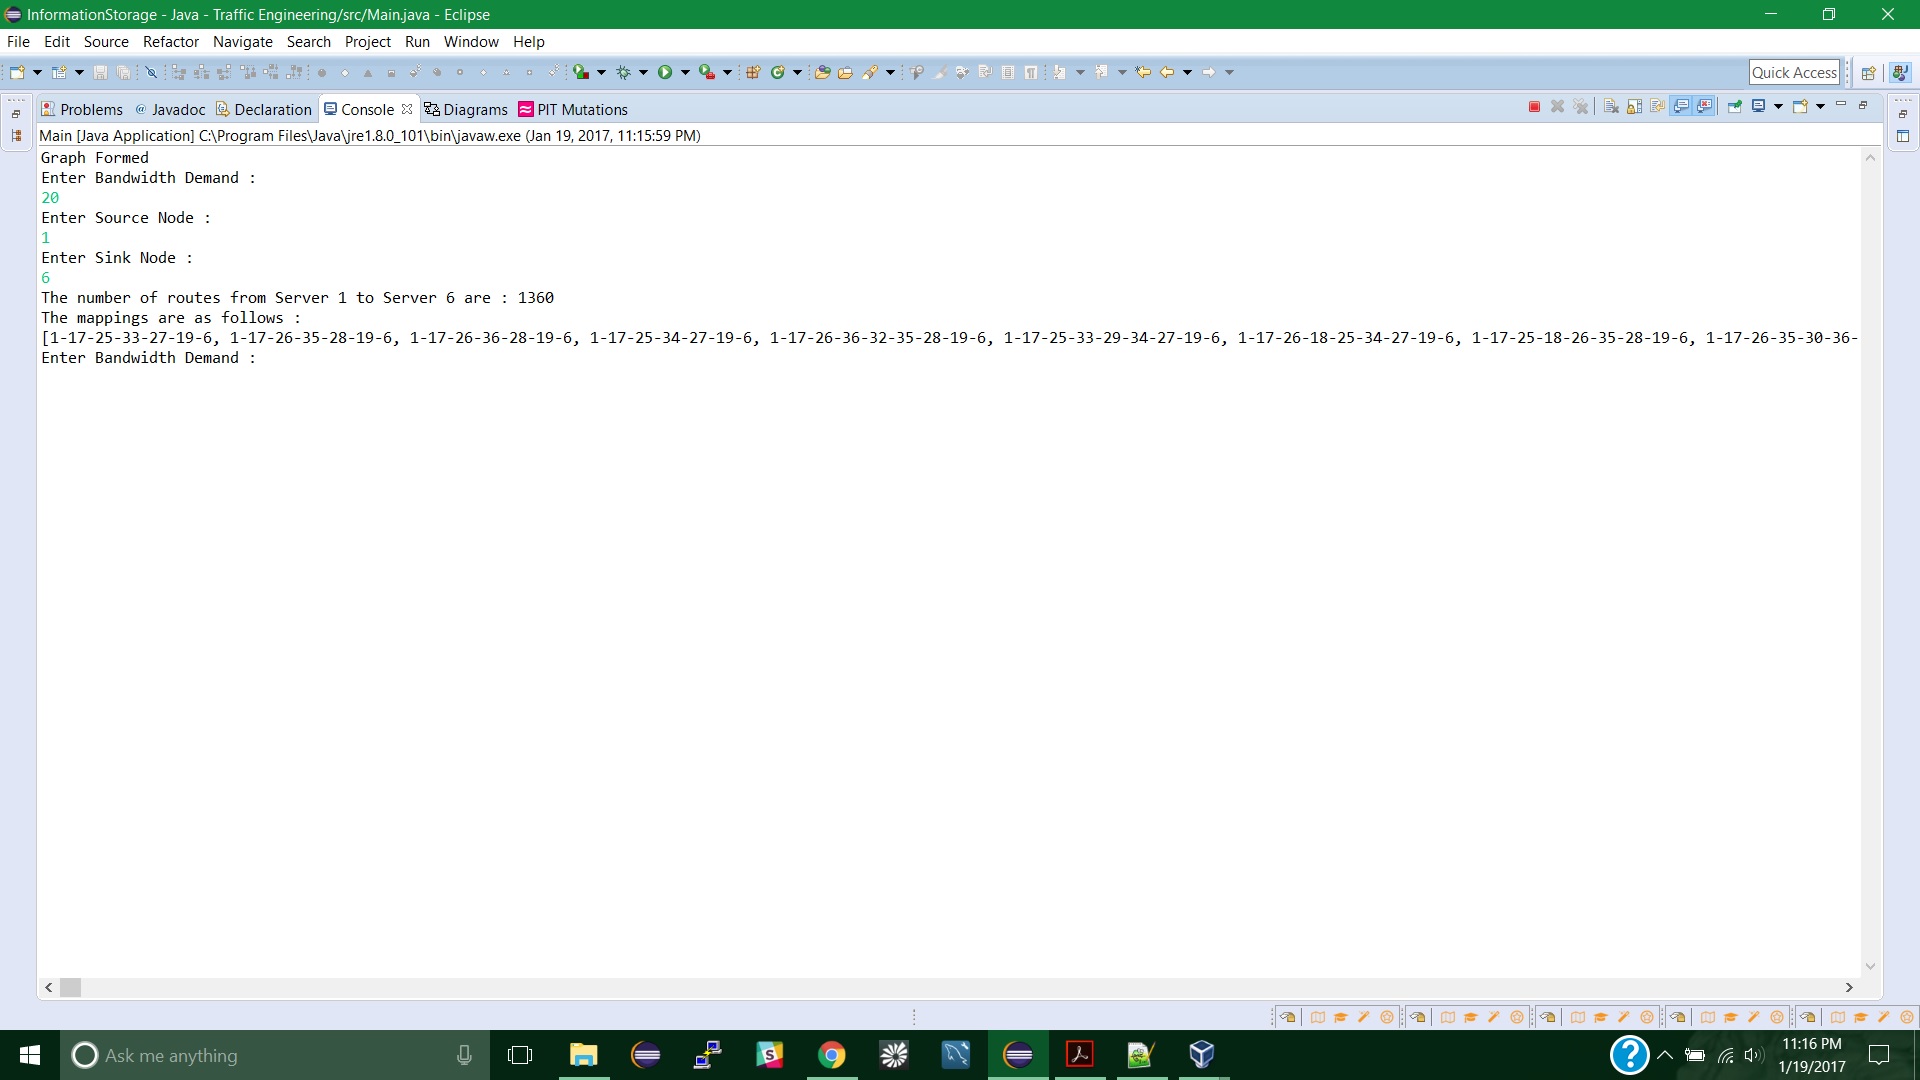 InformationStorage - Java - Traffic Engineering/src/Main.java - Eclipse
File Edit Source Refactor Navigate Search Project Run Window Help
Quick Access
Problems @ Javadoc Declaration Console Diagrams PIT Mutations
Main [Java Application] C:\Program Files\Java\jre1.8.0_101\bin\javaw.exe (Jan 19, 2017, 11:15:59 PM)
Graph Formed
Enter Bandwidth Demand :
20
Enter Source Node :
1
Enter Sink Node :
6
The number of routes from Server 1 to Server 6 are : 1360
The mappings are as follows :
[1-17-25-33-27-19-6, 1-17-26-35-28-19-6, 1-17-26-36-28-19-6, 1-17-25-34-27-19-6, 1-17-26-36-32-35-28-19-6, 1-17-25-33-29-34-27-19-6, 1-17-26-18-25-34-27-19-6, 1-17-25-18-26-35-28-19-6, 1-17-26-35-30-36-
Enter Bandwidth Demand :
Ask me anything
11:16 PM
1/19/2017